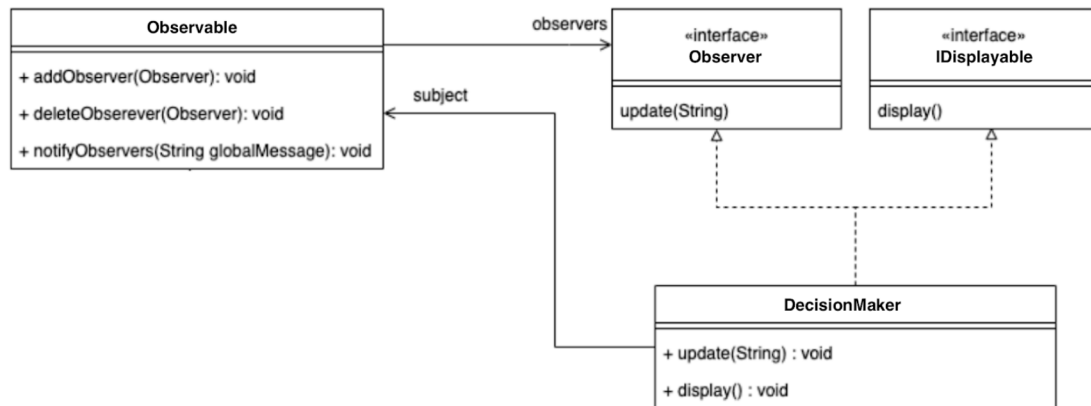 Observable
+ addObserver(Observer): void
+ deleteObserever(Observer): void
+ notifyObservers(String globalMessage): void
observers
subject
«interface»
Observer
update(String)
«interface»
IDisplayable
display()
DecisionMaker
+ update(String) : void
+ display() : void